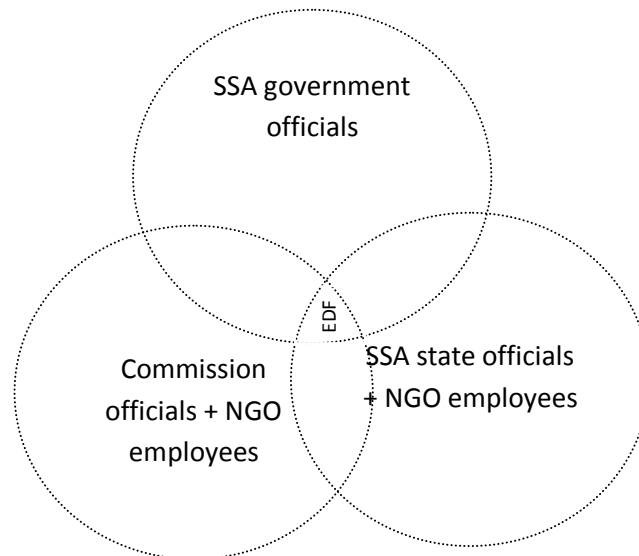 SSA government
officials
EDF
SSA state officials
+ NGO employees
Commission
officials + NGO
employees